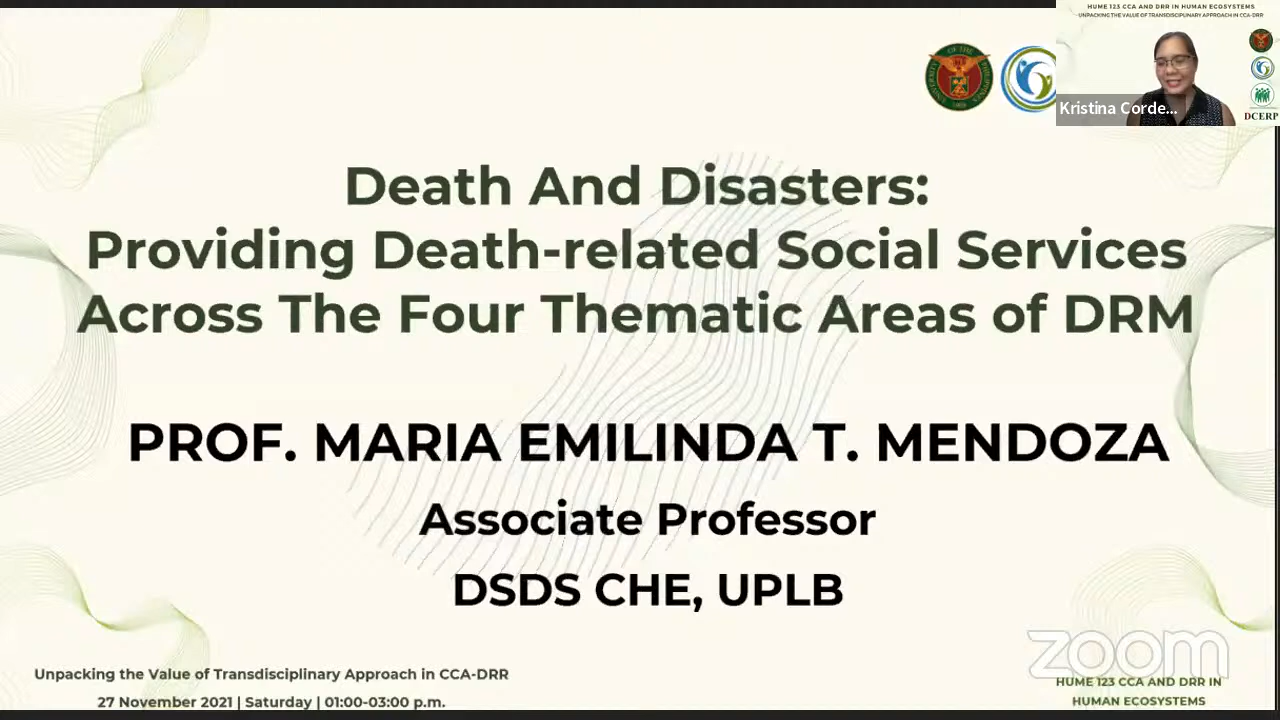 HUME 123 CCA AND DRR IN HUMAN ECOSYSTEMS
UNPACKING THE VALUE OF TRANSDISCIPLINARY APPROACH IN CCA-DRR
Kristina Corde...
DCERP
Death And Disasters:
Providing Death-related Social Services
Across The Four Thematic Areas of DRM
PROF. MARIA EMILINDA T. MENDOZA
Associate Professor
DSDS CHE, UPLB
zoom
Unpacking the Value of Transdisciplinary Approach in CCA-DRR
27 November 2021 | Saturday | 01:00-03:00 p.m.
HUME 123 CCA AND DRR IN
HUMAN ECOSYSTEMS